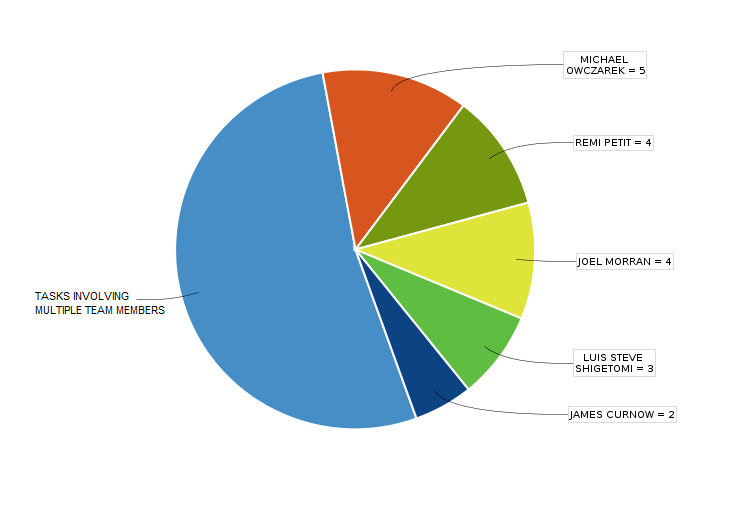 MICHAEL
OWCZAREK = 5
REMI PETIT = 4
JOEL MORRAN = 4
TASKS INVOLVING
MULTIPLE TEAM MEMBERS
LUIS STEVE
SHIGETOMI = 3
JAMES CURNOW = 2